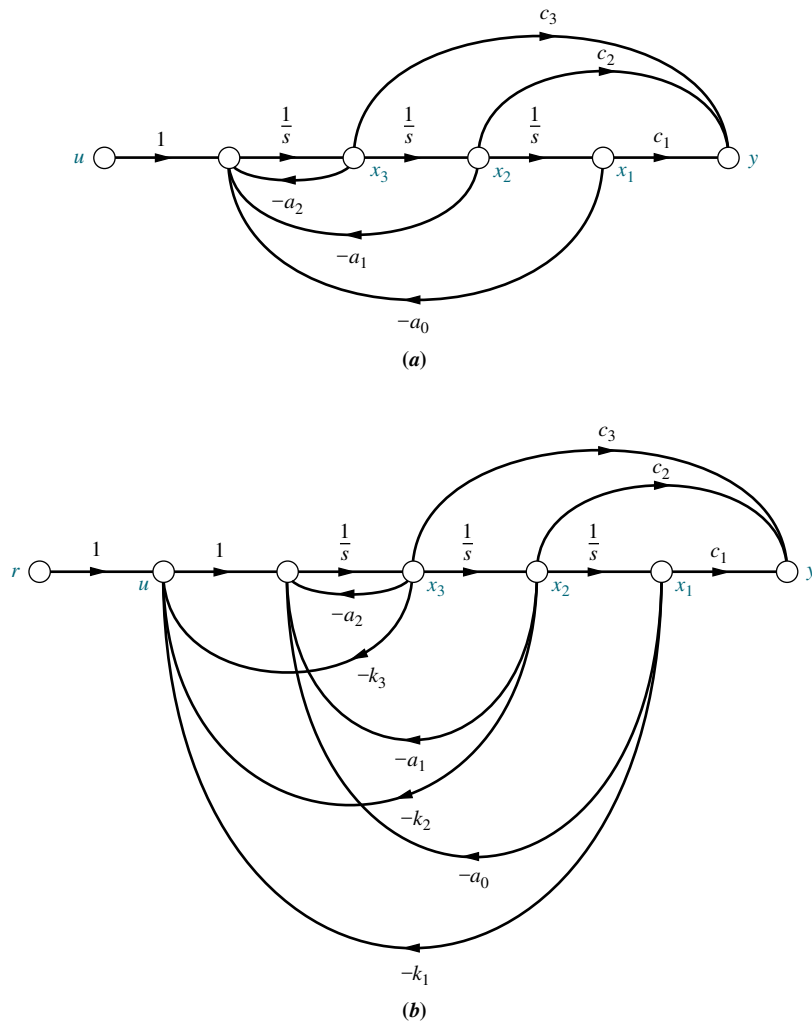 c3
c2
1
1/s
1/s
1/s
c1
u
x3
x2
x1
y
−a2
−a1
−a0
(a)
c3
c2
1
1
1/s
1/s
1/s
c1
r
u
x3
x2
x1
y
−a2
−k3
−a1
−k2
−a0
−k1
(b)